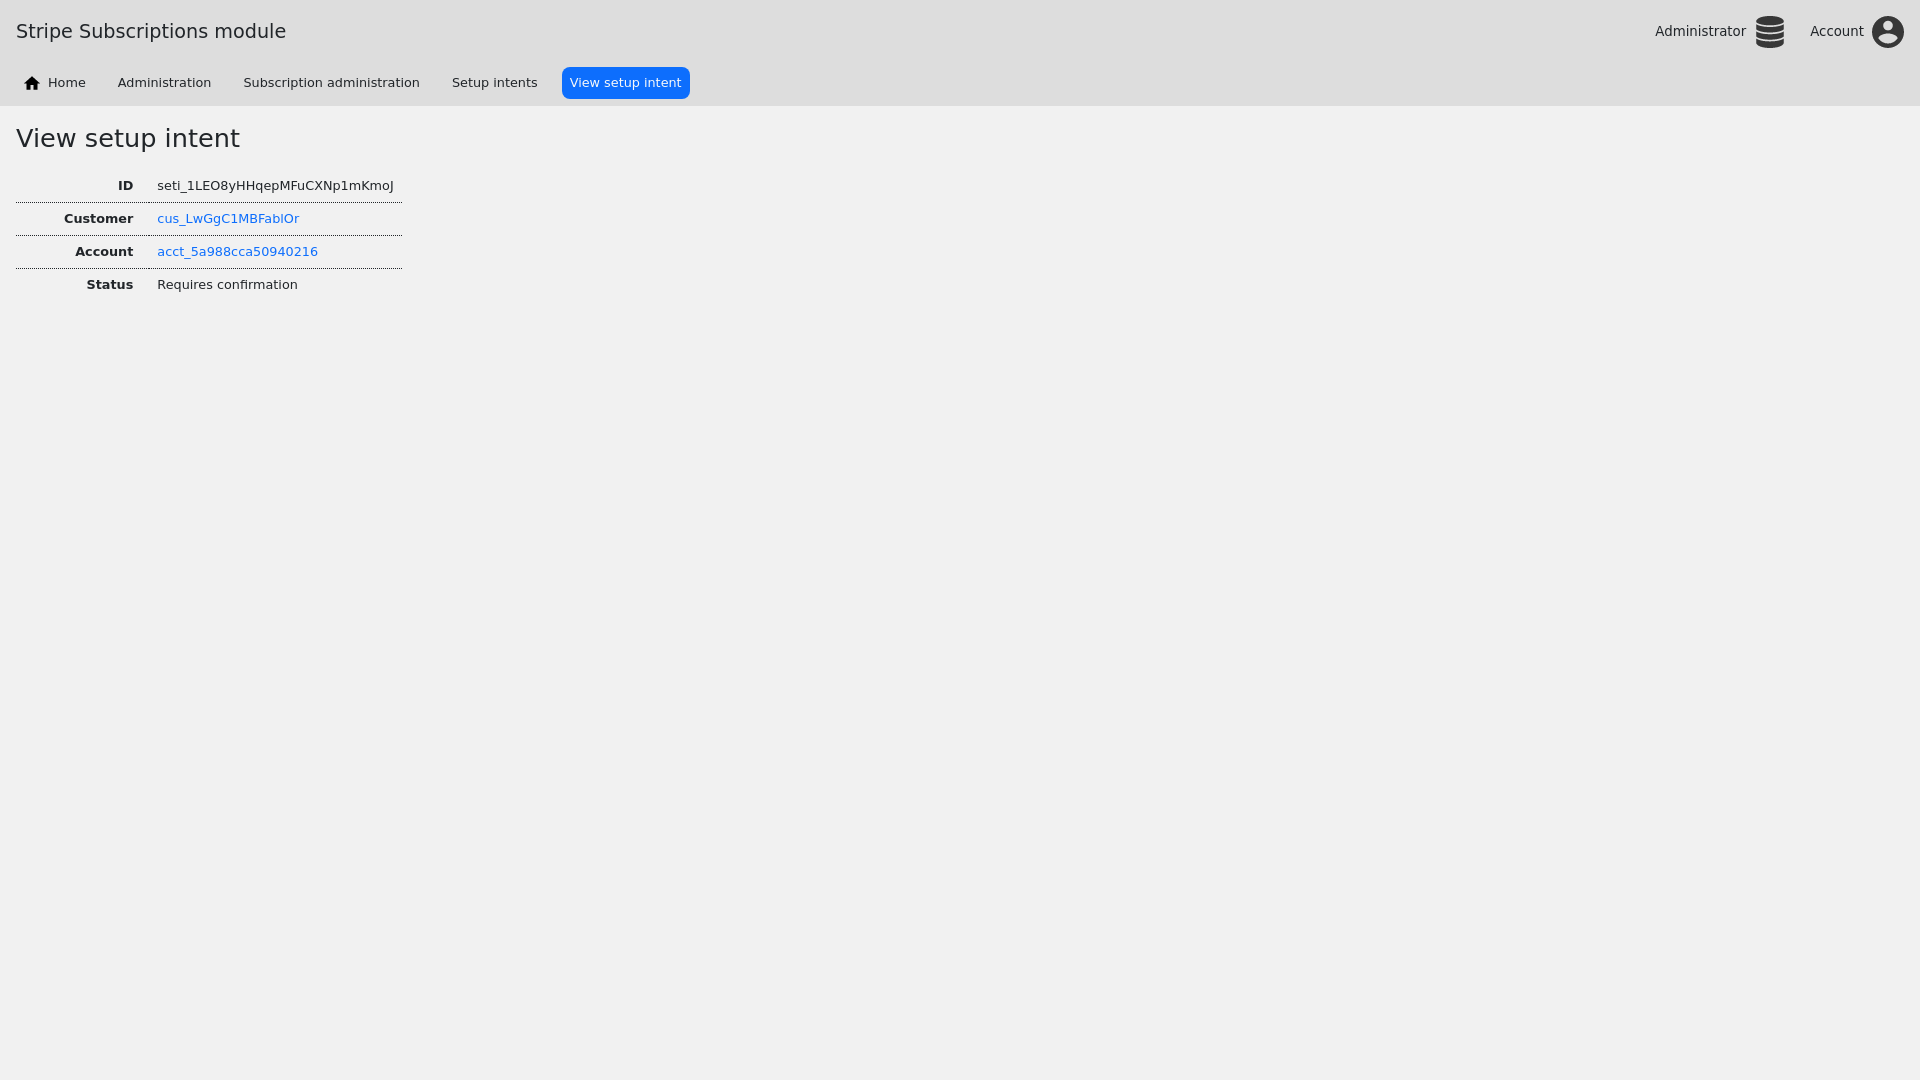 Stripe Subscriptions module
Administrator
Account
Home
Administration
Subscription administration
Setup intents
View setup intent
View setup intent
ID seti_1LEO8yHHqepMFuCXNp1mKmoJ
Customer cus_LwGgC1MBFablOr
Account acct_5a988cca50940216
Status Requires confirmation